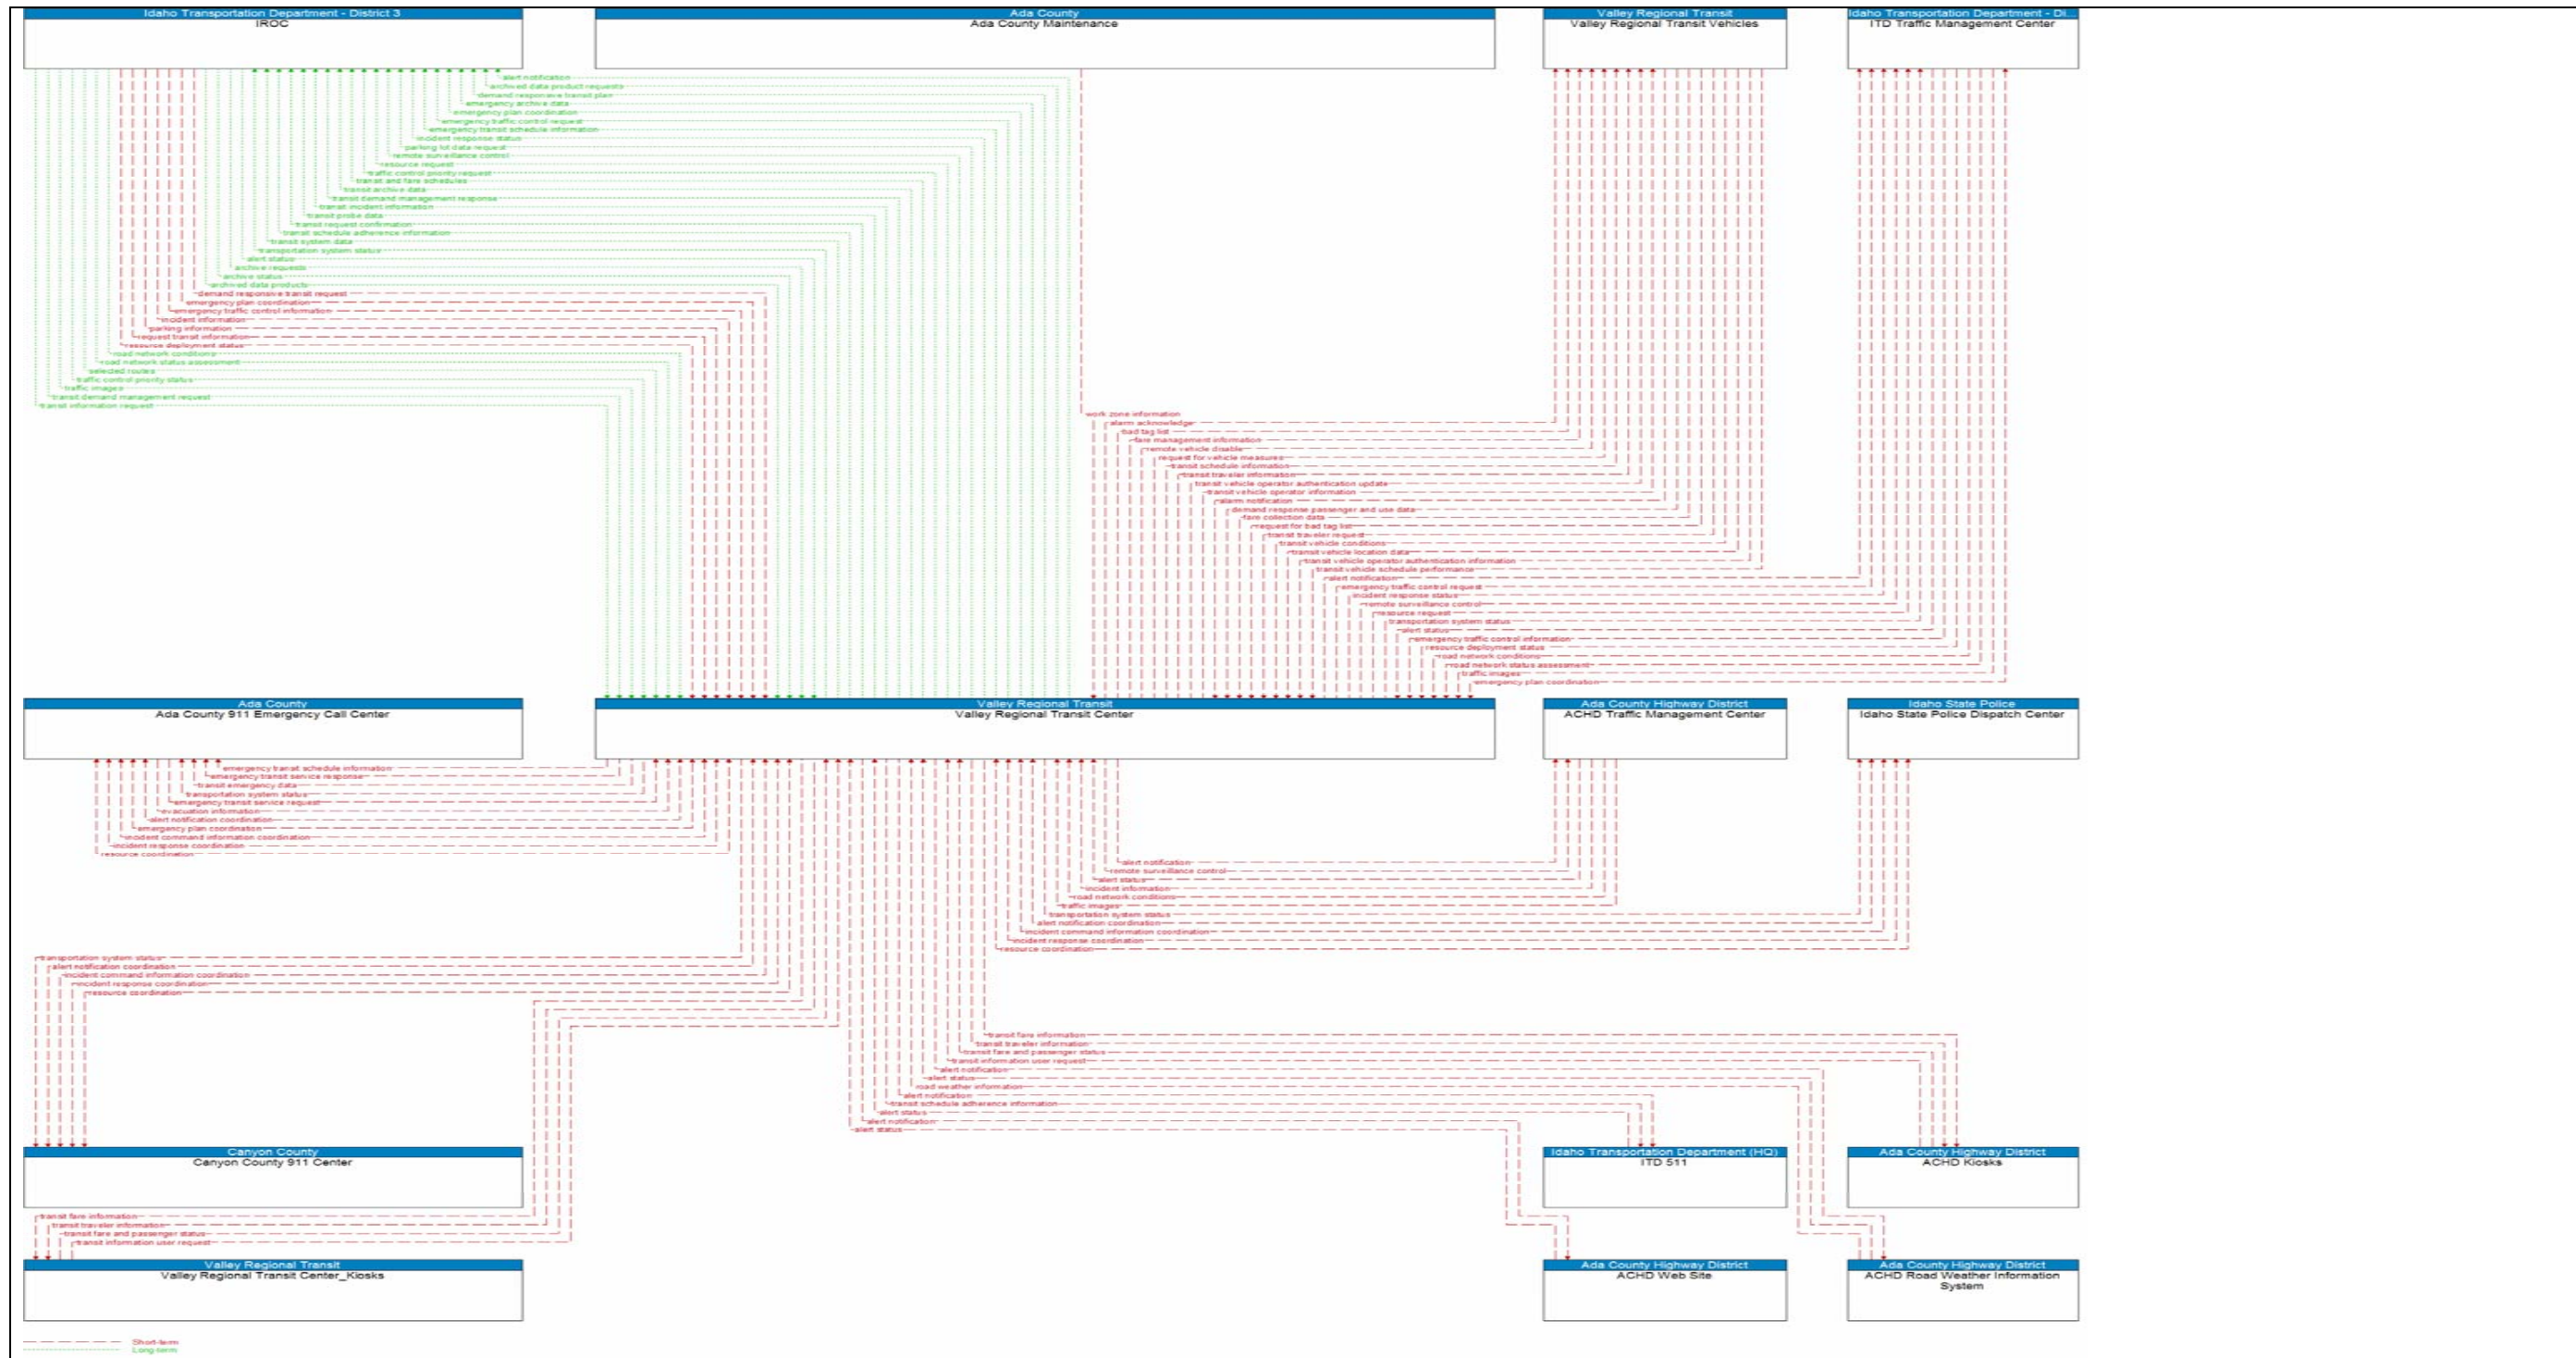 Idaho Transportation Department - District 3
IROC
Ada County
Ada County Maintenance
Valley Regional Transit
Valley Regional Transit Vehicles
Idaho Transportation Department - Di...
ITD Traffic Management Center
alert notification
archived data product requests
demand responsive transit plan
emergency archive data
emergency plan coordination
emergency traffic control request
emergency transit schedule information
incident response status
parking lot data request
remote surveillance control
resource request
traffic control priority request
transit and fare schedules
transit archive data
transit demand management response
transit incident information
transit probe data
transit request confirmation
transit schedule adherence information
transit system data
transportation system status
alert status
archive requests
archive status
archived data products
demand responsive transit request
emergency plan coordination
emergency traffic control information
incident information
parking information
request transit information
resource deployment status
road network conditions
road network status assessment
selected routes
traffic control priority status
traffic images
transit demand management request
transit information request
work zone information
alarm acknowledge
bad tag list
fare management information
remote vehicle disable
request for vehicle measures
transit schedule information
transit traveler information
transit vehicle operator authentication update
transit vehicle operator information
alarm notification
demand response passenger and use data
fare collection data
request for bad tag list
transit traveler request
transit vehicle conditions
transit vehicle location data
transit vehicle operator authentication information
transit vehicle schedule performance
alert notification
emergency traffic control request
incident response status
remote surveillance control
resource request
transportation system status
alert status
emergency traffic control information
resource deployment status
road network conditions
road network status assessment
traffic images
emergency plan coordination
Ada County
Ada County 911 Emergency Call Center
Valley Regional Transit
Valley Regional Transit Center
Ada County Highway District
ACHD Traffic Management Center
Idaho State Police
Idaho State Police Dispatch Center
emergency transit schedule information
emergency transit service response
transit emergency data
transportation system status
emergency transit service request
evacuation information
alert notification coordination
emergency plan coordination
incident command information coordination
incident response coordination
resource coordination
alert notification
remote surveillance control
alert status
incident information
road network conditions
traffic images
transportation system status
alert notification coordination
incident command information coordination
incident response coordination
resource coordination
transportation system status
alert notification coordination
incident command information coordination
incident response coordination
resource coordination
transit fare information
transit traveler information
transit fare and passenger status
transit information user request
alert notification
alert status
road weather information
alert notification
transit schedule adherence information
alert status
alert notification
alert status
Canyon County
Canyon County 911 Center
Idaho Transportation Department (HQ)
ITD 511
Ada County Highway District
ACHD Kiosks
transit fare information
transit traveler information
transit fare and passenger status
transit information user request
Valley Regional Transit
Valley Regional Transit Center_Kiosks
Ada County Highway District
ACHD Web Site
Ada County Highway District
ACHD Road Weather Information
System
Short-term
Long-term